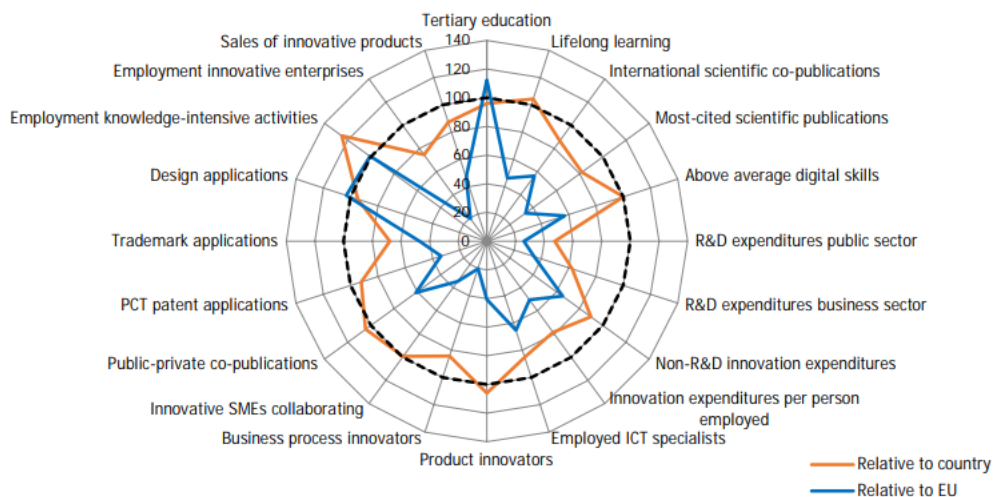 Tertiary education
140
Sales of innovative products
Lifelong learning
120
Employment innovative enterprises
International scientific co-publications
100
Employment knowledge-intensive activities
Most-cited scientific publications
80
60
Design applications
Above average digital skills
40
20
Trademark applications
0
R&D expenditures public sector
PCT patent applications
R&D expenditures business sector
Public-private co-publications
Non-R&D innovation expenditures
Innovative SMEs collaborating
Innovation expenditures per person
employed
Business process innovators
Employed ICT specialists
Product innovators
Relative to country
Relative to EU